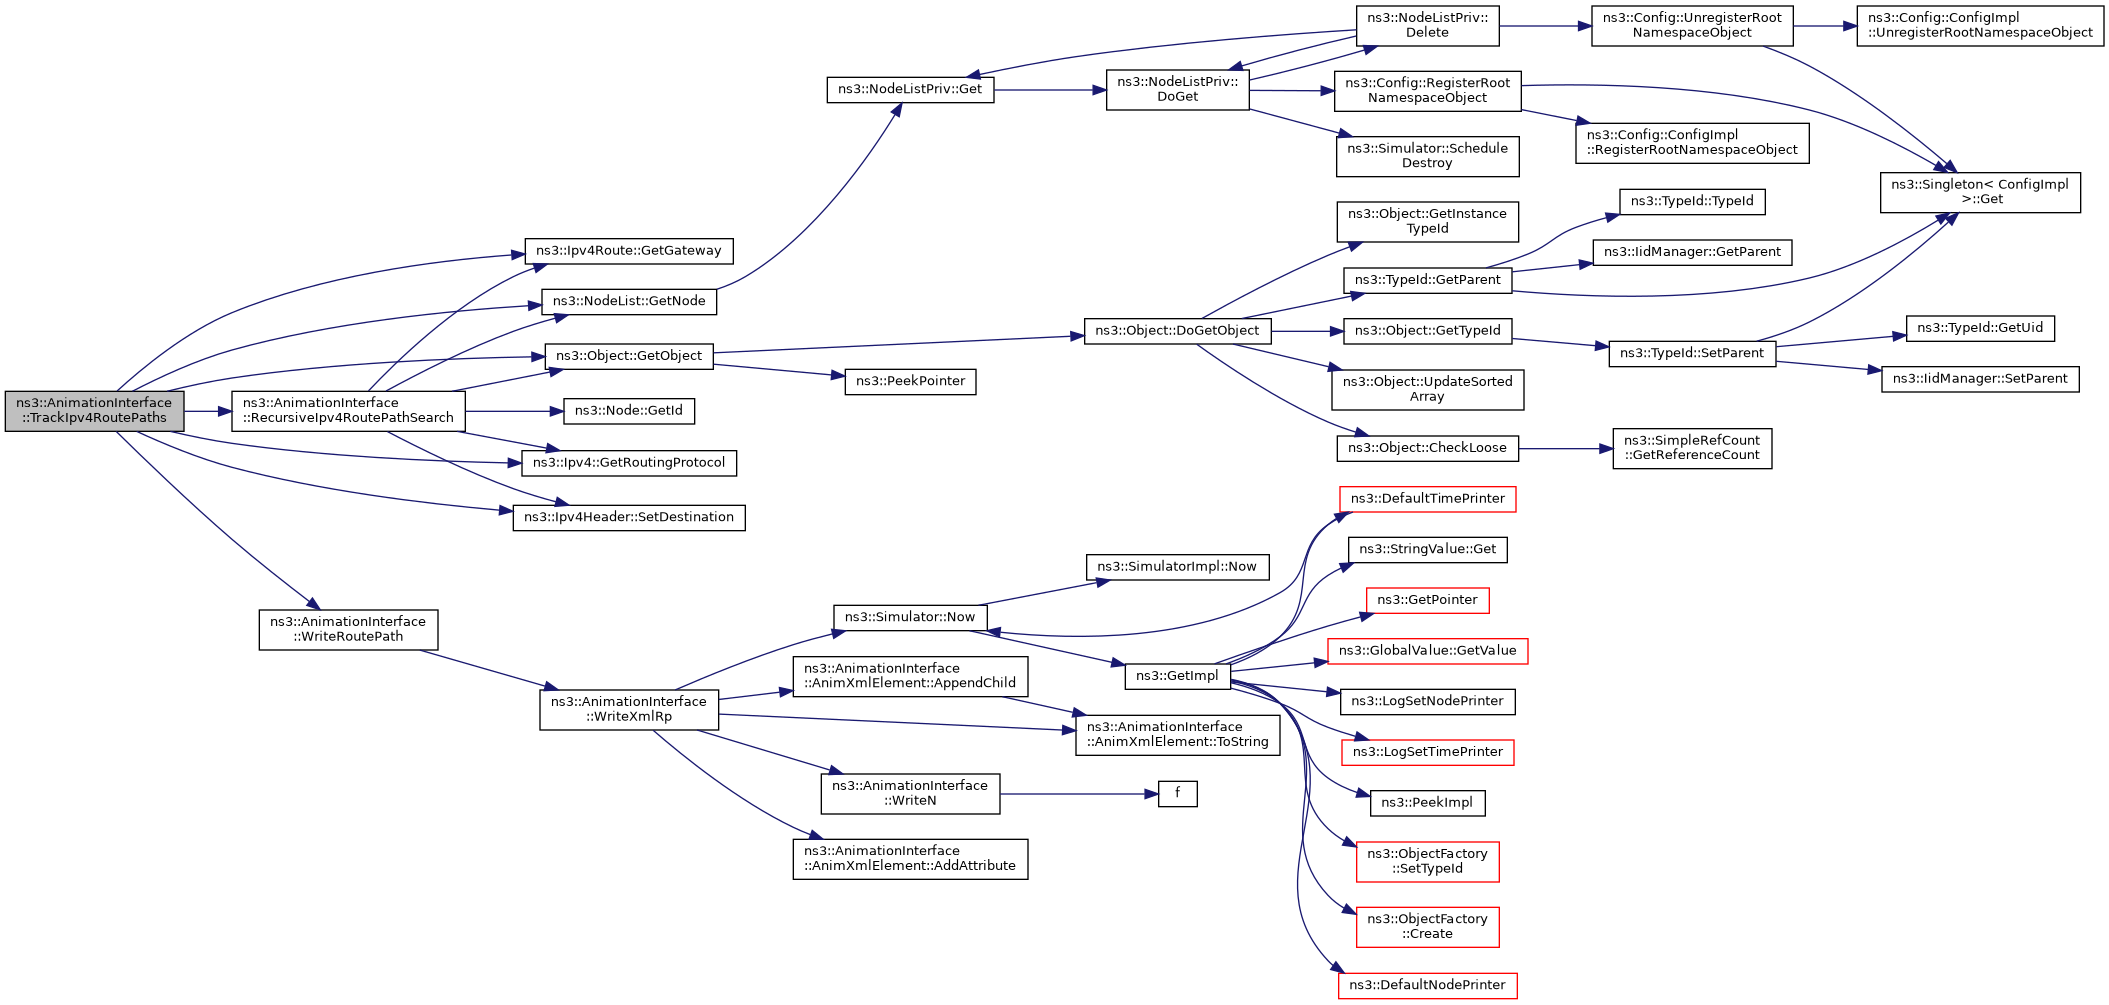 ns3::AnimationInterface
::TrackIpv4RoutePaths
ns3::Ipv4Route::GetGateway
ns3::NodeList::GetNode
ns3::NodeListPriv::Get
ns3::NodeListPriv::
DoGet
ns3::NodeListPriv::
Delete
ns3::Config::UnregisterRoot
NamespaceObject
ns3::Config::ConfigImpl
::UnregisterRootNamespaceObject
ns3::Singleton< ConfigImpl
>::Get
ns3::Config::RegisterRoot
NamespaceObject
ns3::Config::ConfigImpl
::RegisterRootNamespaceObject
ns3::Simulator::Schedule
Destroy
ns3::Object::GetObject
ns3::Object::DoGetObject
ns3::Object::GetInstance
TypeId
ns3::TypeId::GetParent
ns3::TypeId::TypeId
ns3::IidManager::GetParent
ns3::Object::GetTypeId
ns3::TypeId::SetParent
ns3::TypeId::GetUid
ns3::IidManager::SetParent
ns3::Object::UpdateSorted
Array
ns3::Object::CheckLoose
ns3::SimpleRefCount
::GetReferenceCount
ns3::PeekPointer
ns3::AnimationInterface
::RecursiveIpv4RoutePathSearch
ns3::Node::GetId
ns3::Ipv4::GetRoutingProtocol
ns3::Ipv4Header::SetDestination
ns3::AnimationInterface
::WriteRoutePath
ns3::AnimationInterface
::WriteXmlRp
ns3::Simulator::Now
ns3::SimulatorImpl::Now
ns3::GetImpl
ns3::DefaultTimePrinter
ns3::StringValue::Get
ns3::GetPointer
ns3::GlobalValue::GetValue
ns3::LogSetNodePrinter
ns3::LogSetTimePrinter
ns3::PeekImpl
ns3::ObjectFactory
::SetTypeId
ns3::ObjectFactory
::Create
ns3::DefaultNodePrinter
ns3::AnimationInterface
::AnimXmlElement::AppendChild
ns3::AnimationInterface
::AnimXmlElement::ToString
ns3::AnimationInterface
::WriteN
f
ns3::AnimationInterface
::AnimXmlElement::AddAttribute